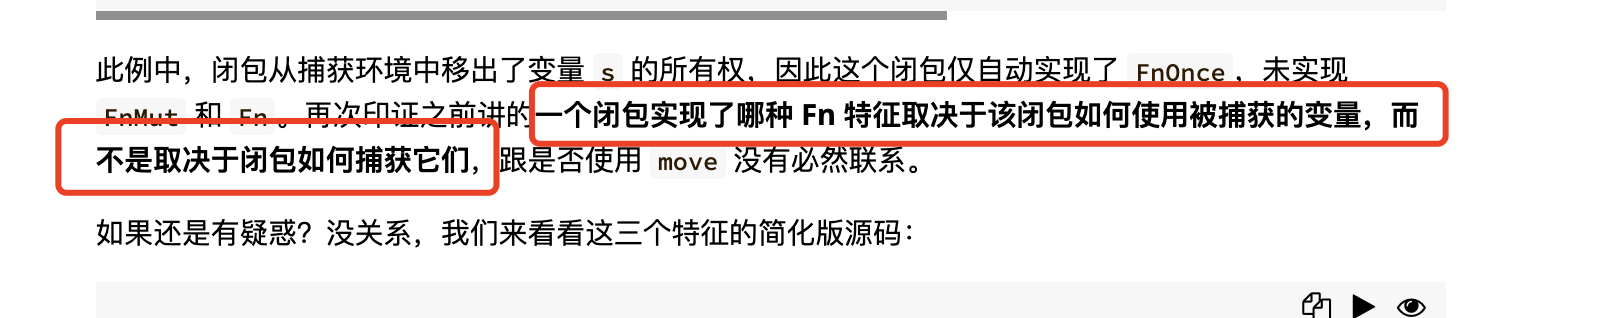 此例中，闭包从捕获环境中移出了变量 s 的所有权，因此这个闭包仅自动实现了 FnOnce，未实现
FnMut 和 Fn。再次印证之前讲的一个闭包实现了哪种 Fn 特征取决于该闭包如何使用被捕获的变量，而
不是取决于闭包如何捕获它们，跟是否使用 move 没有必然联系。
如果还是有疑惑？没关系，我们来看看这三个特征的简化版源码：